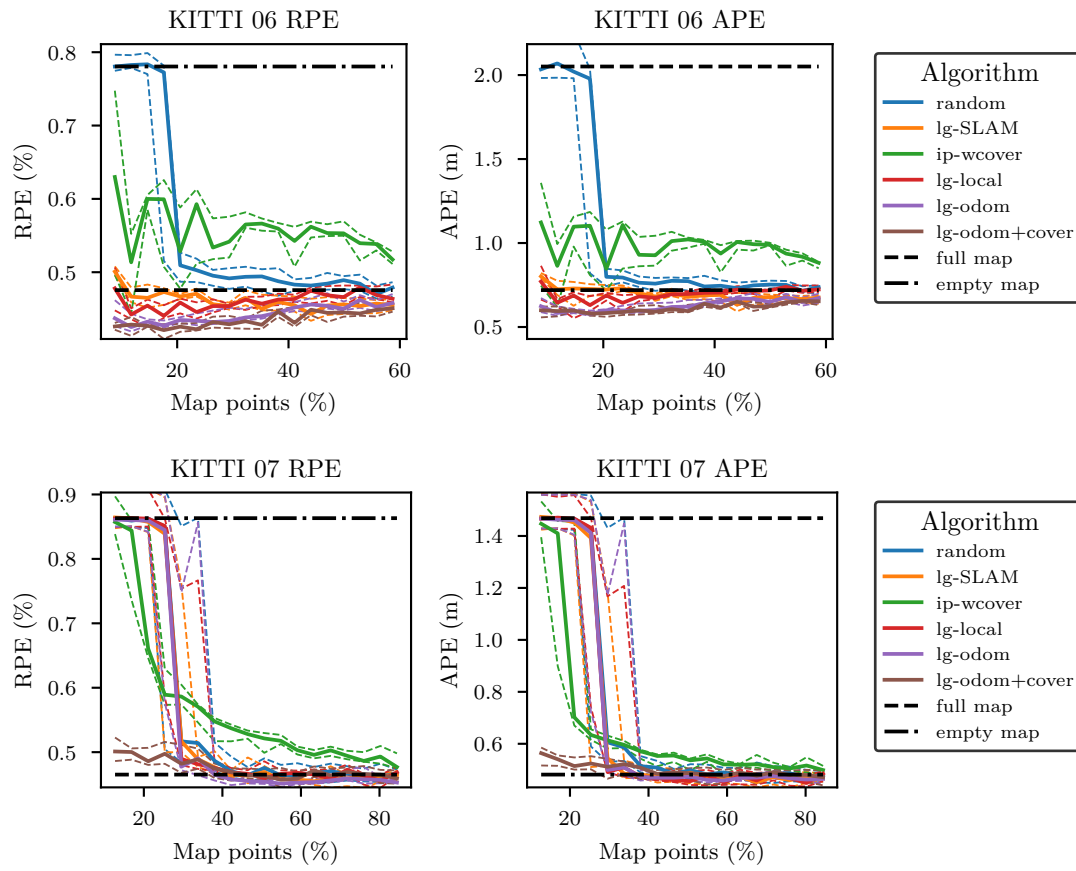 KITTI 06 RPE
KITTI 06 APE
0.8
0.7
0.6
0.5
RPE (%)
20
40
60
Map points (%)
2.0
1.5
1.0
0.5
APE (m)
20
40
60
Map points (%)
Algorithm
random
lg-SLAM
ip-wcover
lg-local
lg-odom
lg-odom+cover
full map
empty map
KITTI 07 RPE
KITTI 07 APE
0.9
0.8
0.7
0.6
0.5
RPE (%)
20
40
60
80
Map points (%)
1.4
1.2
1.0
0.8
0.6
APE (m)
20
40
60
80
Map points (%)
Algorithm
random
lg-SLAM
ip-wcover
lg-local
lg-odom
lg-odom+cover
full map
empty map